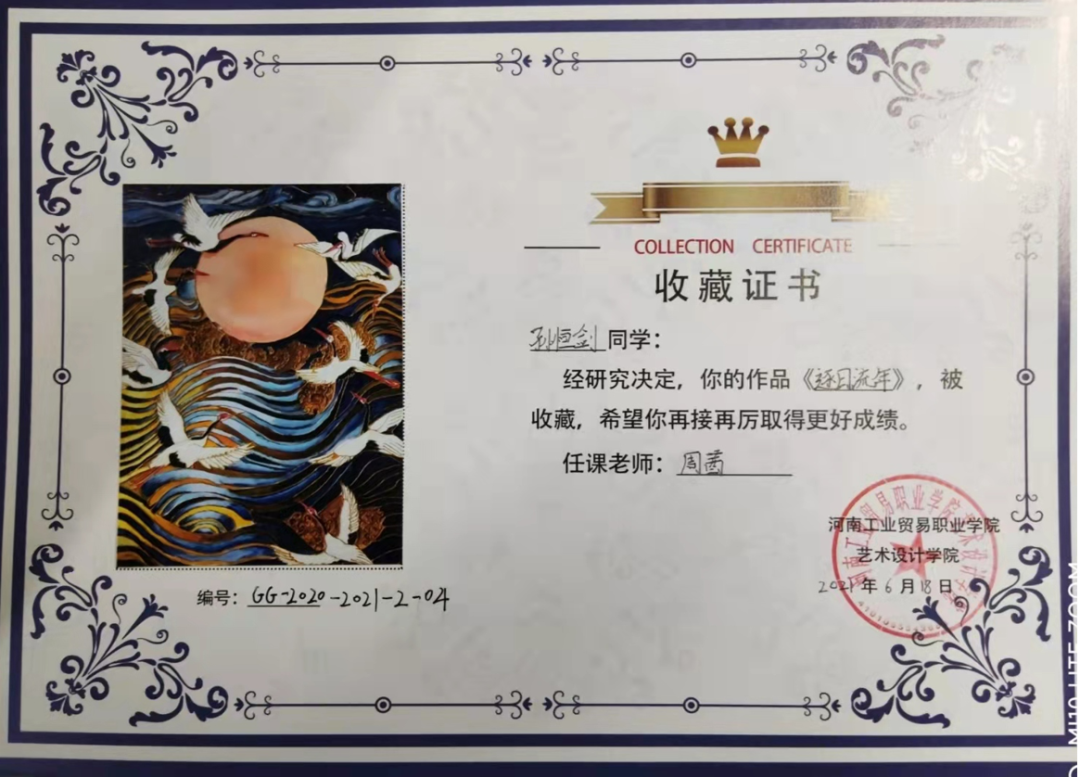 COLLECTION CERTIFICATE
收藏证书
孙恒剑同学：
经研究决定，你的作品《逐日流年》，被
收藏，希望你再接再厉取得更好成绩。
任课老师：周茜
河南工业贸易职业学院
艺术设计学院
2021年6月18日
编号：GG-2020-2021-2-04
MI10 LITE ZOOM